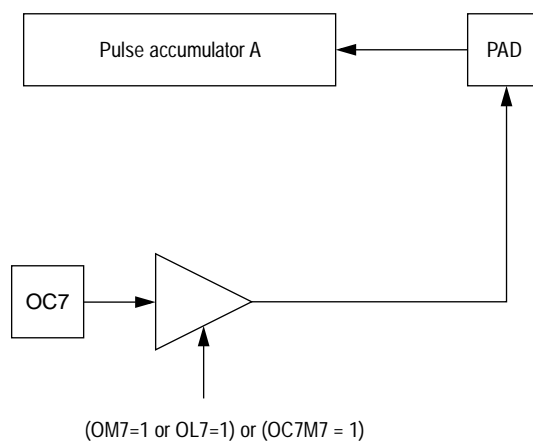 Pulse accumulator A
PAD
OC7
(OM7=1 or OL7=1) or (OC7M7 = 1)